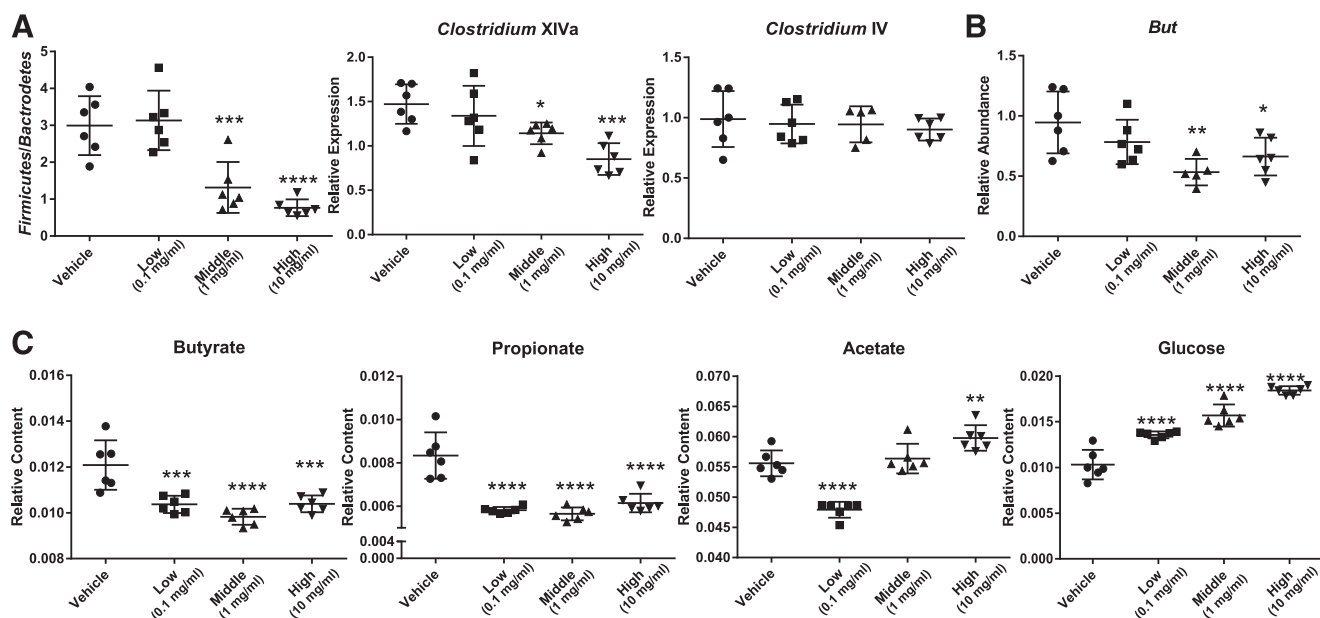 A
Firmicutes/Bactrodetes
5
4
3
2
1
0
***
****
Vehicle
Low
(0.1 mg/ml)
Middle
(1 mg/ml)
High
(10 mg/ml)
Clostridium XIVa
Relative Expression
2.0
1.5
1.0
0.5
0.0
*
***
Vehicle
Low
(0.1 mg/ml)
Middle
(1 mg/ml)
High
(10 mg/ml)
Clostridium IV
Relative Expression
1.5
1.0
0.5
0.0
Vehicle
Low
(0.1 mg/ml)
Middle
(1 mg/ml)
High
(10 mg/ml)
B
But
Relative Abundance
1.5
1.0
0.5
0.0
**
*
Vehicle
Low
(0.1 mg/ml)
Middle
(1 mg/ml)
High
(10 mg/ml)
C
Butyrate
Relative Content
0.016
0.014
0.012
0.010
0.008
***
****
***
Vehicle
Low
(0.1 mg/ml)
Middle
(1 mg/ml)
High
(10 mg/ml)
Propionate
Relative Content
0.012
0.010
0.008
0.006
0.004
0.000
****
****
****
Vehicle
Low
(0.1 mg/ml)
Middle
(1 mg/ml)
High
(10 mg/ml)
Acetate
Relative Content
0.070
0.065
0.060
0.055
0.050
0.045
0.040
****
**
Vehicle
Low
(0.1 mg/ml)
Middle
(1 mg/ml)
High
(10 mg/ml)
Glucose
Relative Content
0.020
0.015
0.010
0.005
0.000
****
****
****
Vehicle
Low
(0.1 mg/ml)
Middle
(1 mg/ml)
High
(10 mg/ml)